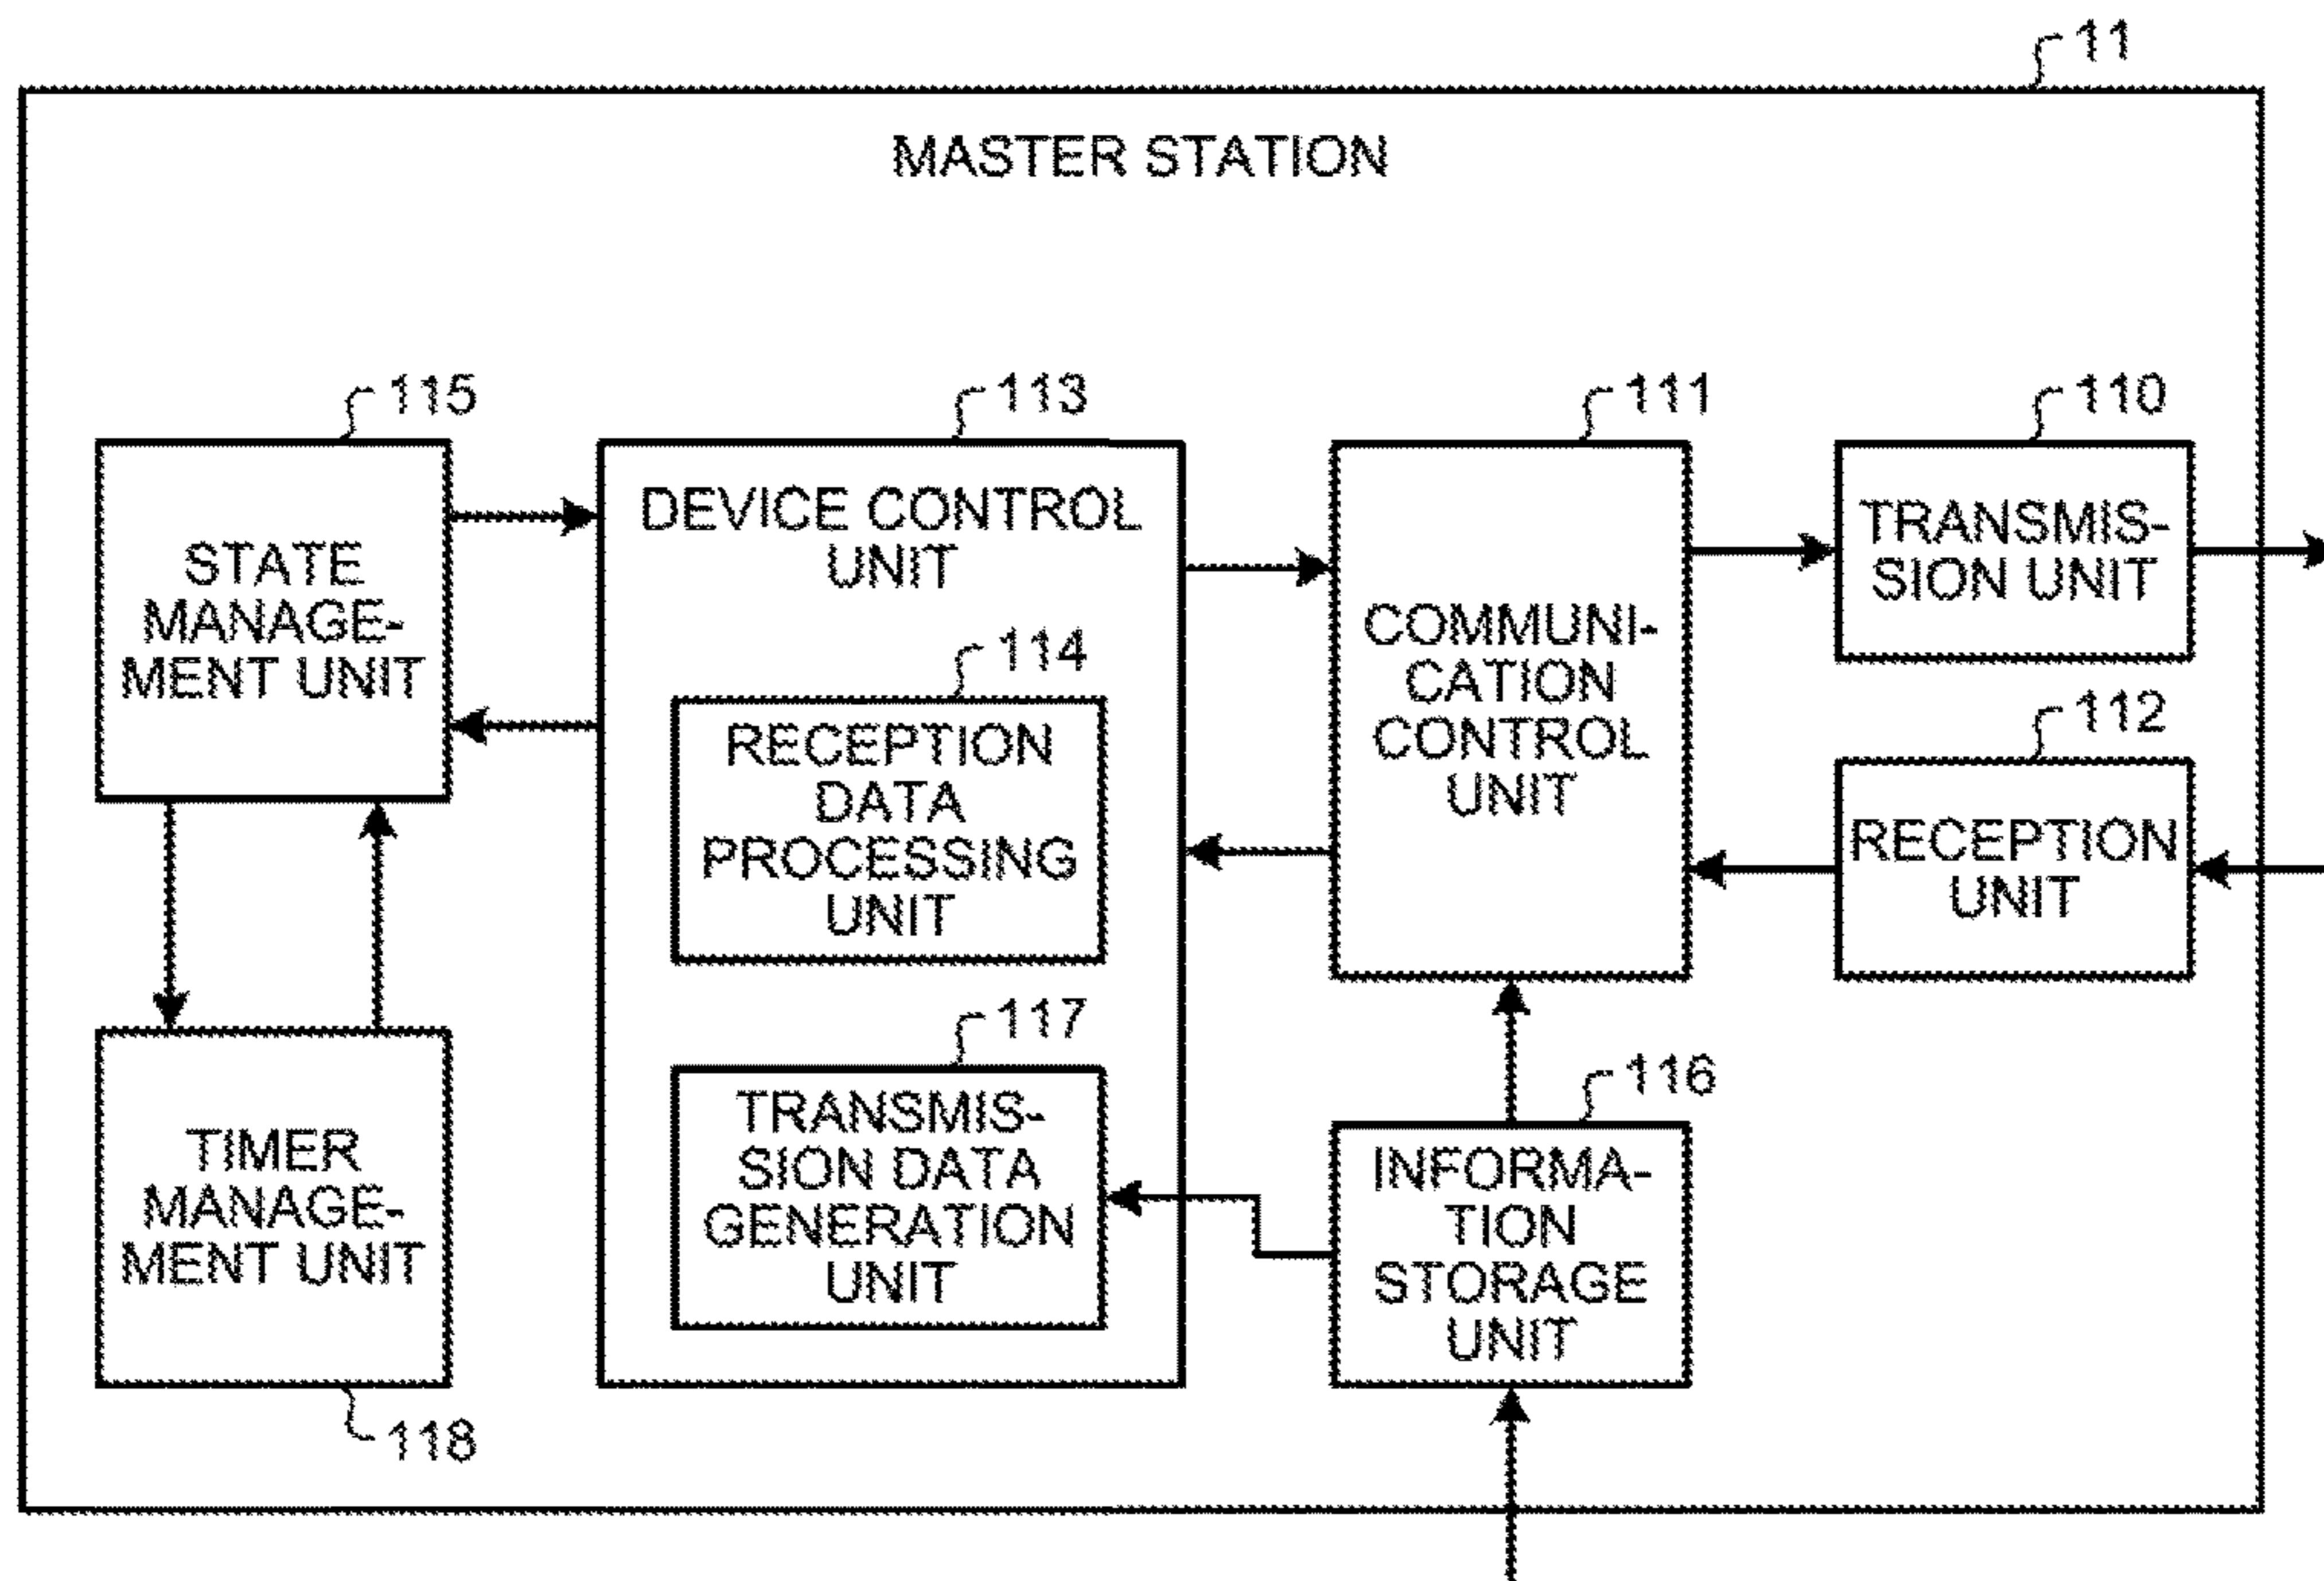 11
MASTER STATION
115
113
111
110
STATE
MANAGE-
MENT UNIT
DEVICE CONTROL
UNIT
114
RECEPTION
DATA
PROCESSING
UNIT
117
TRANSMIS-
SION DATA
GENERATION
UNIT
COMMUNI-
CATION
CONTROL
UNIT
TRANSMIS-
SION UNIT
112
RECEPTION
UNIT
TIMER
MANAGE-
MENT UNIT
118
116
INFORMA-
TION
STORAGE
UNIT